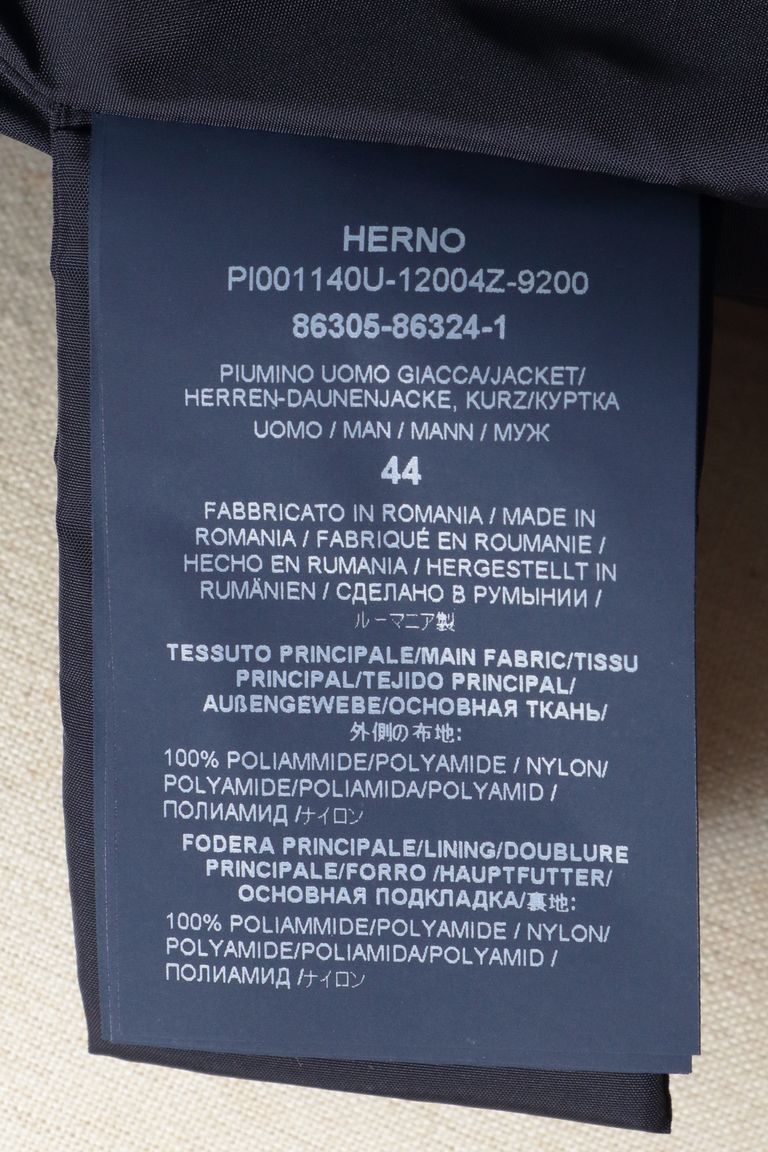 HERNO
PI001140U-12004Z-9200
86305-86324-1
PIUMINO UOMO GIACCA/JACKET/
HERREN-DAUNENJACKE, KURZ/КУРТКА
UOMO / MAN / MANN / МУЖ
44
FABBRICATO IN ROMANIA / MADE IN
ROMANIA / FABRIQUÉ EN ROUMANIE /
HECHO EN RUMANIA / HERGESTELLT IN
RUMÄNIEN / СДЕЛАНО В РУМЫНИИ /
ルーマニア製
TESSUTO PRINCIPALE/MAIN FABRIC/TISSU
PRINCIPAL/TEJIDO PRINCIPAL/
AUßENGEWEBE/ОСНОВНАЯ ТКАНЬ/
外側の布地:
100% POLIAMMIDE/POLYAMIDE / NYLON/
POLYAMIDE/POLIAMIDA/POLYAMID /
ПОЛИАМИД /ナイロン
FODERA PRINCIPALE/LINING/DOUBLURE
PRINCIPALE/FORRO /HAUPTFUTTER/
ОСНОВНАЯ ПОДКЛАДКА/裏地:
100% POLIAMMIDE/POLYAMIDE / NYLON/
POLYAMIDE/POLIAMIDA/POLYAMID /
ПОЛИАМИД /ナイロン